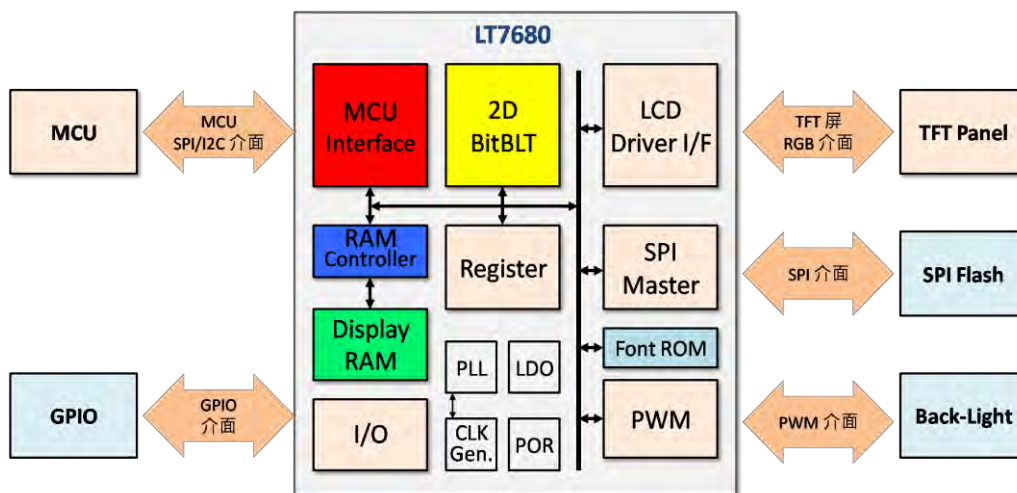 LT7680
MCU
MCU
SPI/I2C 介面
MCU
Interface
2D
BitBLT
LCD
Driver I/F
TFT 屏
RGB 介面
TFT Panel
RAM
Controller
Register
SPI
Master
SPI 介面
SPI Flash
Display
RAM
PLL
LDO
Font ROM
GPIO
GPIO
介面
I/O
CLK
Gen.
POR
PWM
PWM 介面
Back-Light